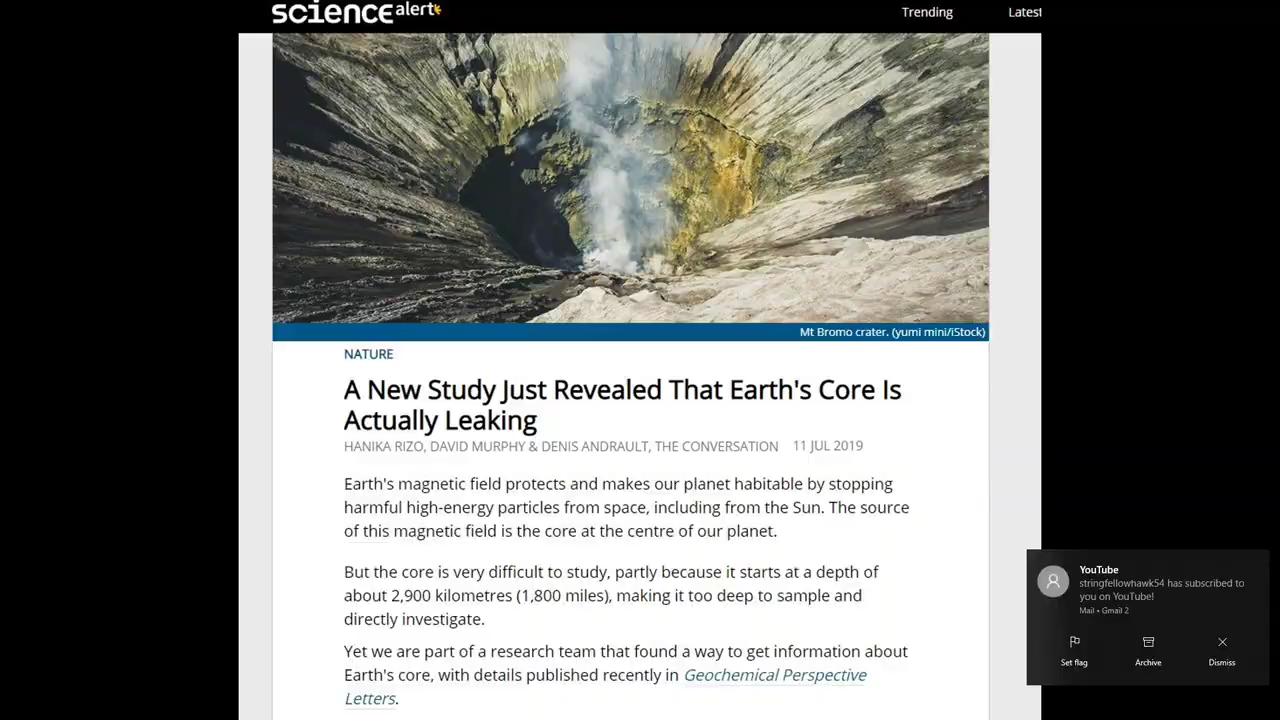 sciencealert
Trending
Latest
Mt Bromo crater. (yumi mini/iStock)
NATURE
A New Study Just Revealed That Earth's Core Is
Actually Leaking
HANIKA RIZO, DAVID MURPHY & DENIS ANDRAULT, THE CONVERSATION 11 JUL 2019
Earth's magnetic field protects and makes our planet habitable by stopping
harmful high-energy particles from space, including from the Sun. The source
of this magnetic field is the core at the centre of our planet.
But the core is very difficult to study, partly because it starts at a depth of
about 2,900 kilometres (1,800 miles), making it too deep to sample and
directly investigate.
Yet we are part of a research team that found a way to get information about
Earth's core, with details published recently in Geochemical Perspective
Letters.
YouTube
stringfellowhawk54 has subscribed to
you on YouTube!
Mail • Gmail 2
Set flag
Archive
Dismiss